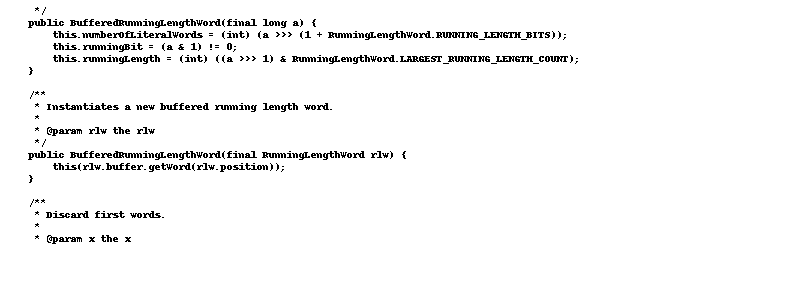 */
public BufferedRunningLengthWord(final long a) {
this.numberOfLiteralWords = (int) (a >>> (1 + RunningLengthWord.RUNNING_LENGTH_BITS));
this.runningBit = (a & 1) != 0;
this.runningLength = (int) ((a >>> 1) & RunningLengthWord.LARGEST_RUNNING_LENGTH_COUNT);
}
/**
* Instantiates a new buffered running length word.
*
* @param rlw the rlw
*/
public BufferedRunningLengthWord(final RunningLengthWord rlw) {
this(rlw.buffer.getWord(rlw.position));
}
/**
* Discard first words.
*
* @param x the x